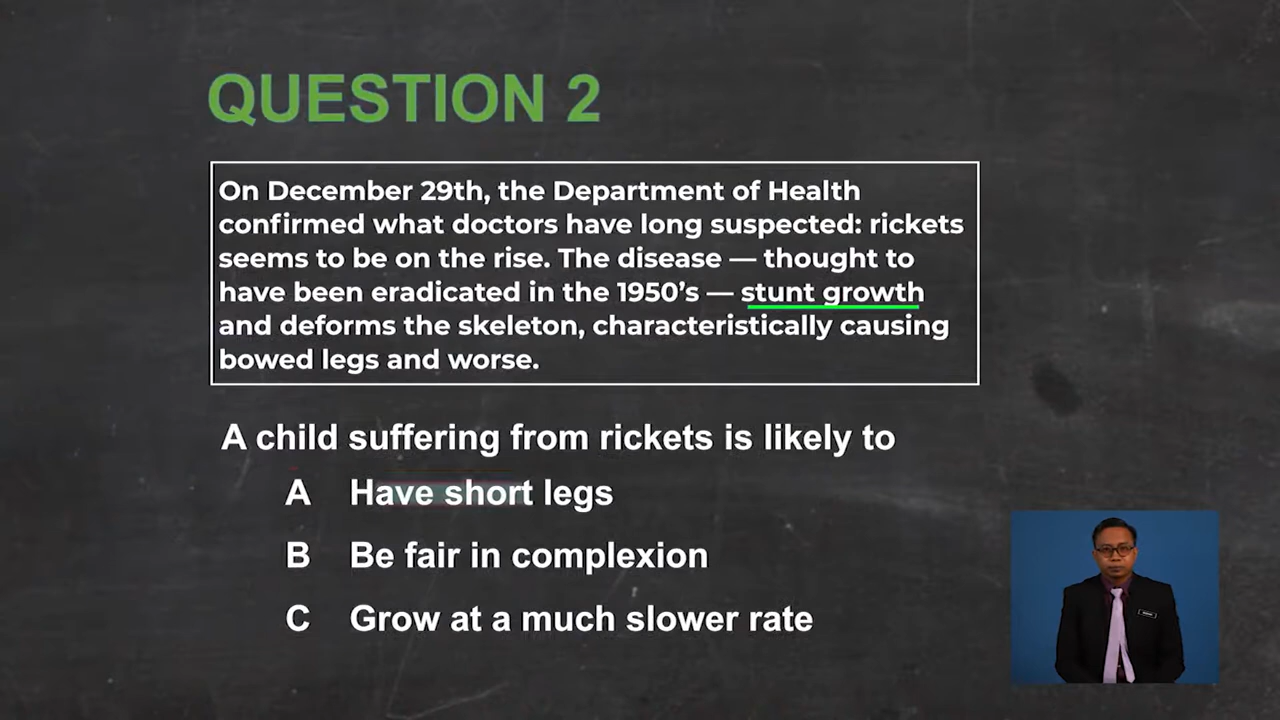 QUESTION 2
On December 29th, the Department of Health
confirmed what doctors have long suspected: rickets
seems to be on the rise. The disease — thought to
have been eradicated in the 1950’s — stunt growth
and deforms the skeleton, characteristically causing
bowed legs and worse.
A child suffering from rickets is likely to
A Have short legs
B Be fair in complexion
C Grow at a much slower rate